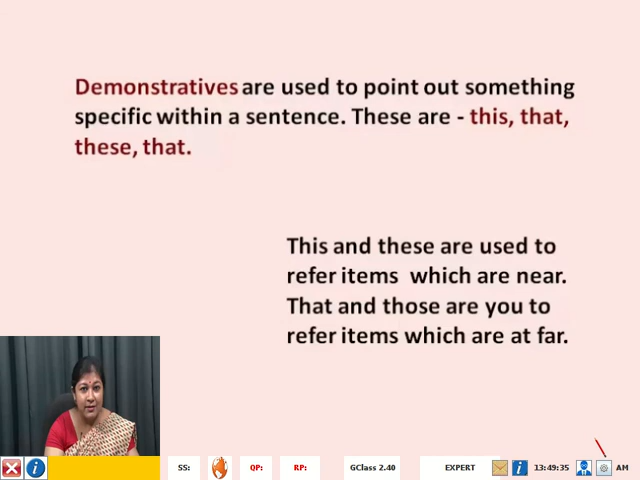 Demonstratives are used to point out something
specific within a sentence. These are - this, that,
these, that.
This and these are used to
refer items which are near.
That and those are you to
refer items which are at far.
SS: QP: RP: GClass 2.40 EXPERT 13:49:35 AM